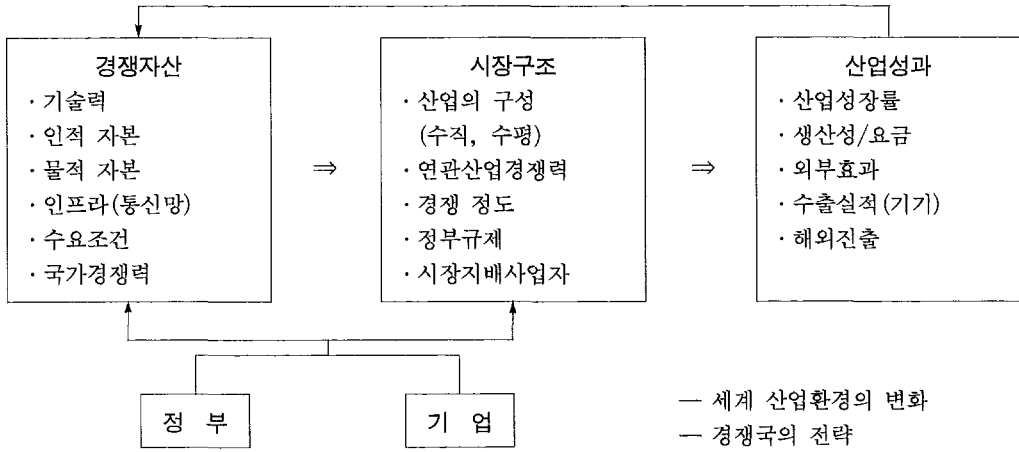 경쟁자산
· 기술력
· 인적 자본
· 물적 자본
· 인프라(통신망)
· 수요조건
· 국가경쟁력
⇒
시장구조
· 산업의 구성
(수직, 수평)
· 연관산업경쟁력
· 경쟁 정도
· 정부규제
· 시장지배사업자
⇒
산업성과
· 산업성장률
· 생산성/요금
· 외부효과
· 수출실적(기기)
· 해외진출
정 부
기 업
— 세계 산업환경의 변화
— 경쟁국의 전략